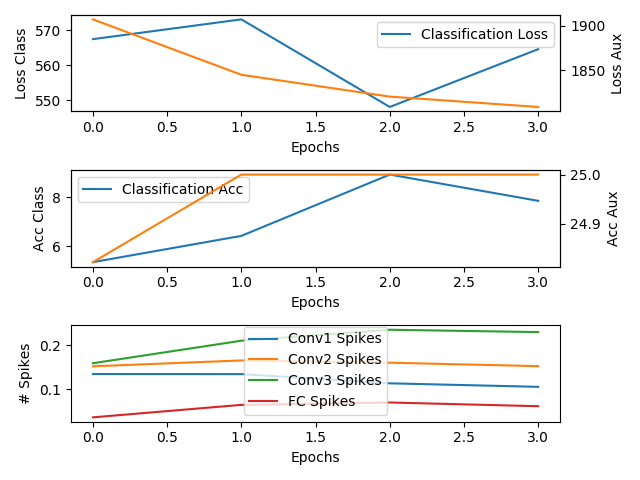 Classification Loss
570
560
550
1900
1850
Loss Class
Loss Aux
0.0 0.5 1.0 1.5 2.0 2.5 3.0
Epochs
Classification Acc
8
6
25.0
24.9
Acc Class
Acc Aux
0.0 0.5 1.0 1.5 2.0 2.5 3.0
Epochs
Conv1 Spikes
Conv2 Spikes
Conv3 Spikes
FC Spikes
0.2
0.1
# Spikes
0.0 0.5 1.0 1.5 2.0 2.5 3.0
Epochs